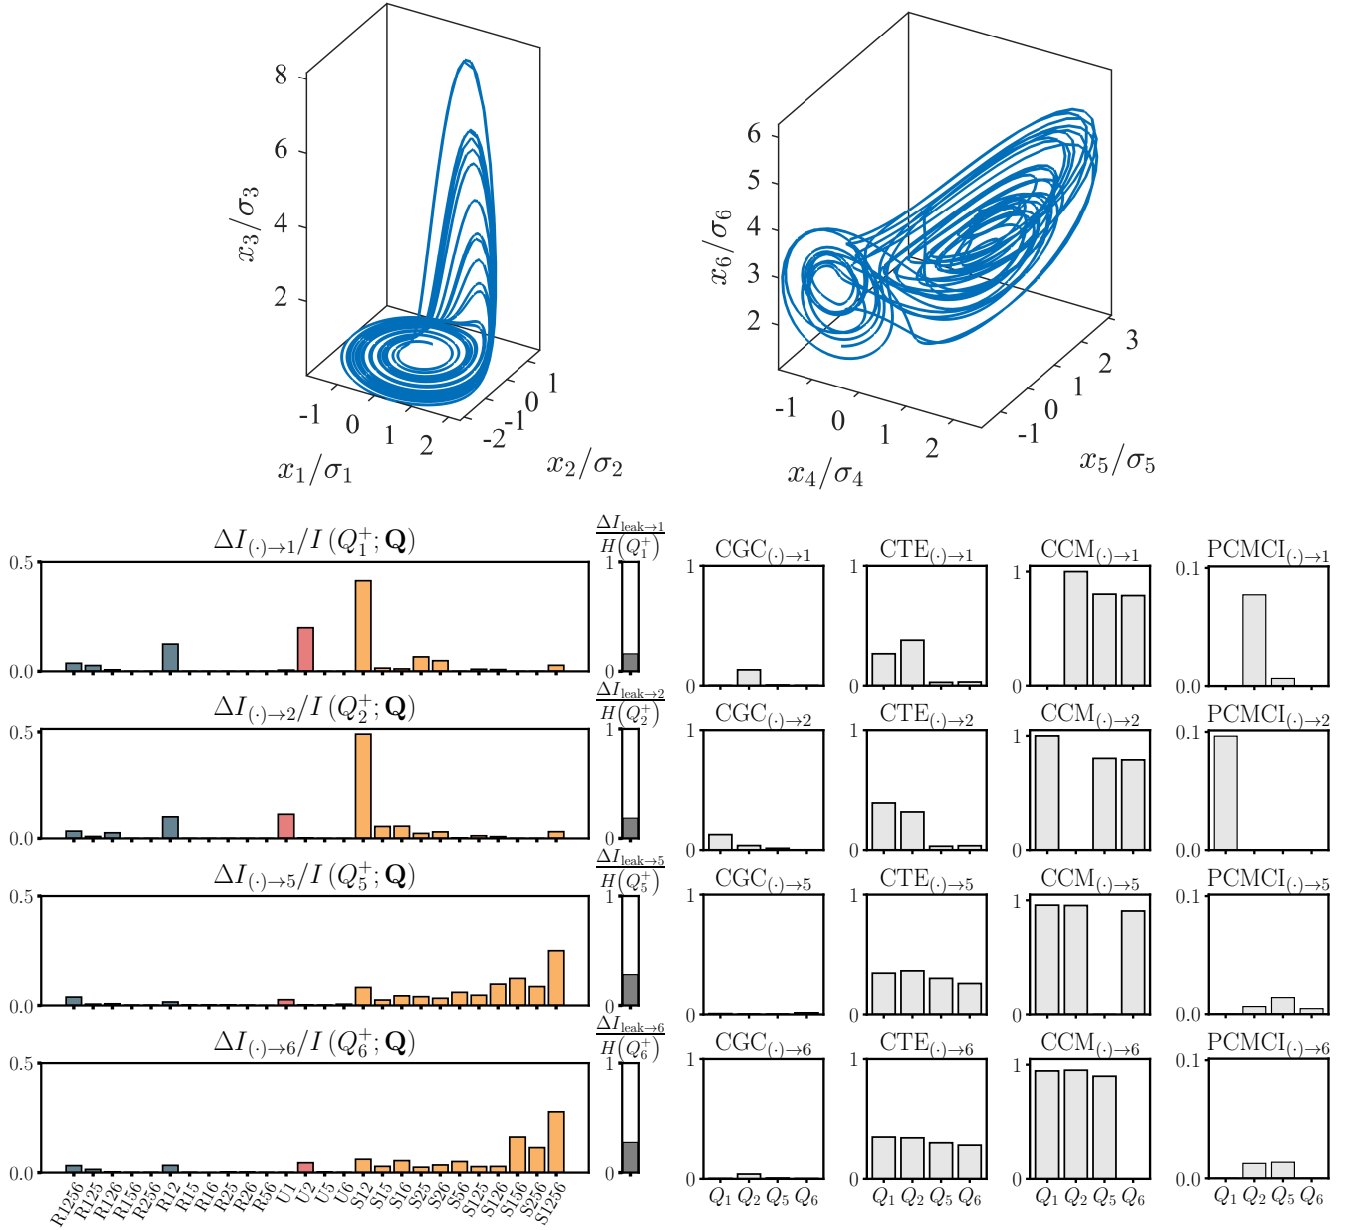 8
6
4
2
x₃/σ₃
-1
0
1
2
x₁/σ₁
-2
-1
0
1
x₂/σ₂
6
5
4
3
2
x₆/σ₆
-1
0
1
2
x₄/σ₄
-1
0
1
2
3
x₅/σ₅
ΔI₍·₎→₁/I(Q₁⁺; Q)
0.5
0.0
ΔI leak→1
H(Q₁⁺)
1
0
CGC₍·₎→₁
1
0
CTE₍·₎→₁
1
0
CCM₍·₎→₁
1
0
PCMCI₍·₎→₁
0.1
0.0
ΔI₍·₎→₂/I(Q₂⁺; Q)
0.5
0.0
ΔI leak→2
H(Q₂⁺)
1
0
CGC₍·₎→₂
1
0
CTE₍·₎→₂
1
0
CCM₍·₎→₂
1
0
PCMCI₍·₎→₂
0.1
0.0
ΔI₍·₎→₅/I(Q₅⁺; Q)
0.5
0.0
ΔI leak→5
H(Q₅⁺)
1
0
CGC₍·₎→₅
1
0
CTE₍·₎→₅
1
0
CCM₍·₎→₅
1
0
PCMCI₍·₎→₅
0.1
0.0
ΔI₍·₎→₆/I(Q₆⁺; Q)
0.5
0.0
ΔI leak→6
H(Q₆⁺)
1
0
CGC₍·₎→₆
1
0
CTE₍·₎→₆
1
0
CCM₍·₎→₆
1
0
PCMCI₍·₎→₆
0.1
0.0
R1256
R125
R126
R156
R256
R12
R15
R16
R25
R26
R56
U1
U2
U5
U6
S12
S15
S16
S25
S26
S56
S125
S126
S156
S256
S1256
Q₁ Q₂ Q₅ Q₆
Q₁ Q₂ Q₅ Q₆
Q₁ Q₂ Q₅ Q₆
Q₁ Q₂ Q₅ Q₆